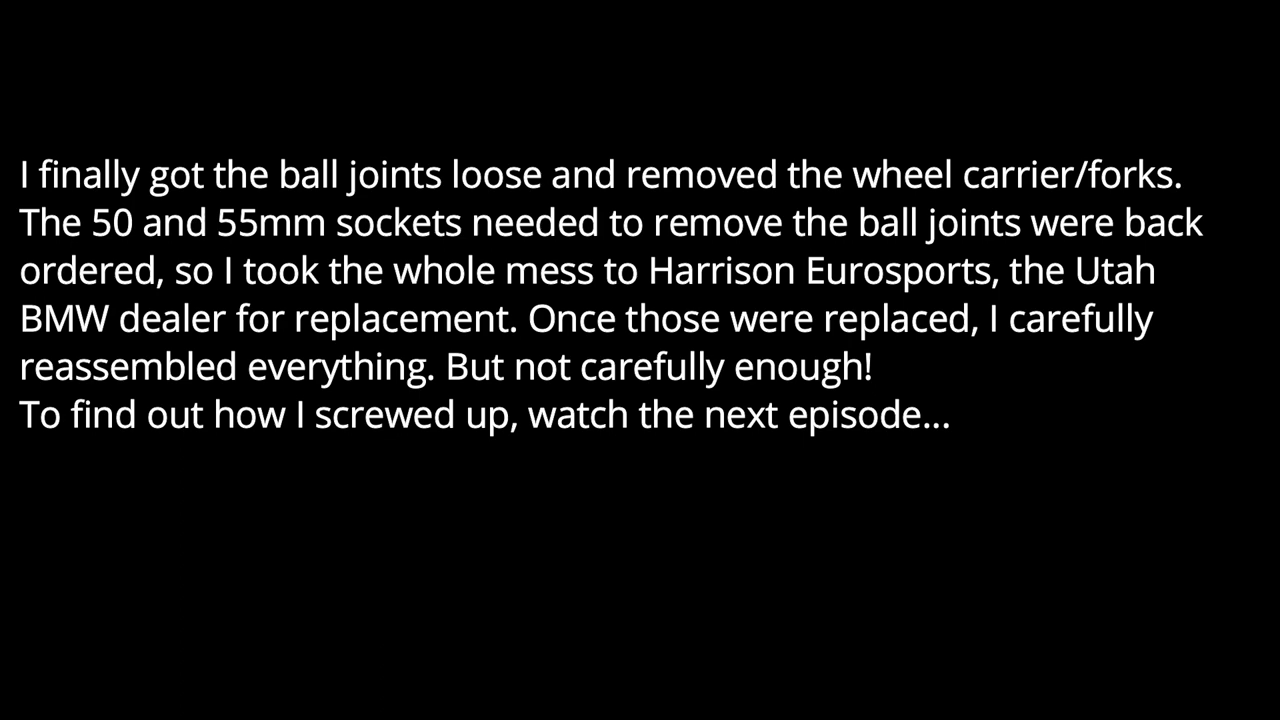 I finally got the ball joints loose and removed the wheel carrier/forks.
The 50 and 55mm sockets needed to remove the ball joints were back
ordered, so I took the whole mess to Harrison Eurosports, the Utah
BMW dealer for replacement. Once those were replaced, I carefully
reassembled everything. But not carefully enough!
To find out how I screwed up, watch the next episode...